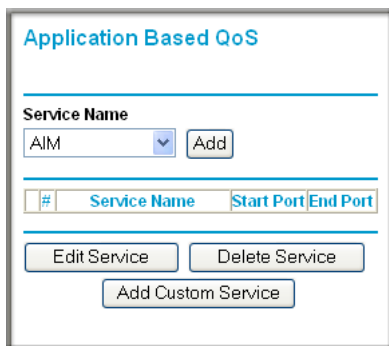 Application Based QoS
Service Name
AIM Add
# Service Name Start Port End Port
Edit Service Delete Service
Add Custom Service